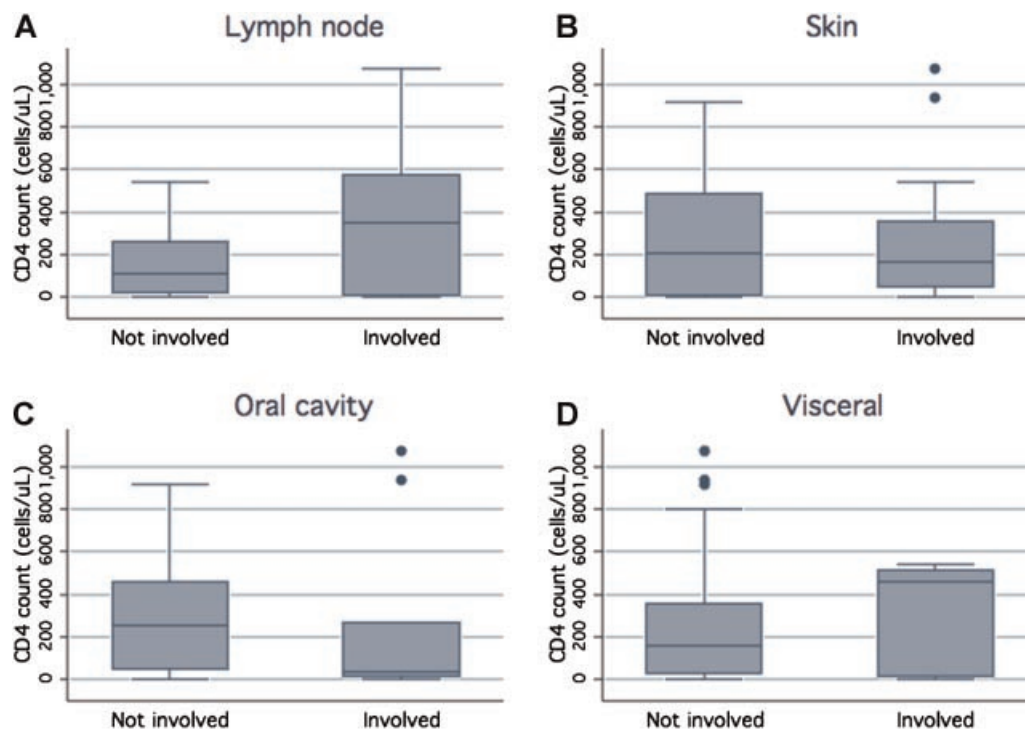 A
Lymph node
CD4 count (cells/uL)
0 200 400 600 800 1,000
Not involved
Involved
B
Skin
CD4 count (cells/uL)
0 200 400 600 800 1,000
Not involved
Involved
C
Oral cavity
CD4 count (cells/uL)
0 200 400 600 800 1,000
Not involved
Involved
D
Visceral
CD4 count (cells/uL)
0 200 400 600 800 1,000
Not involved
Involved